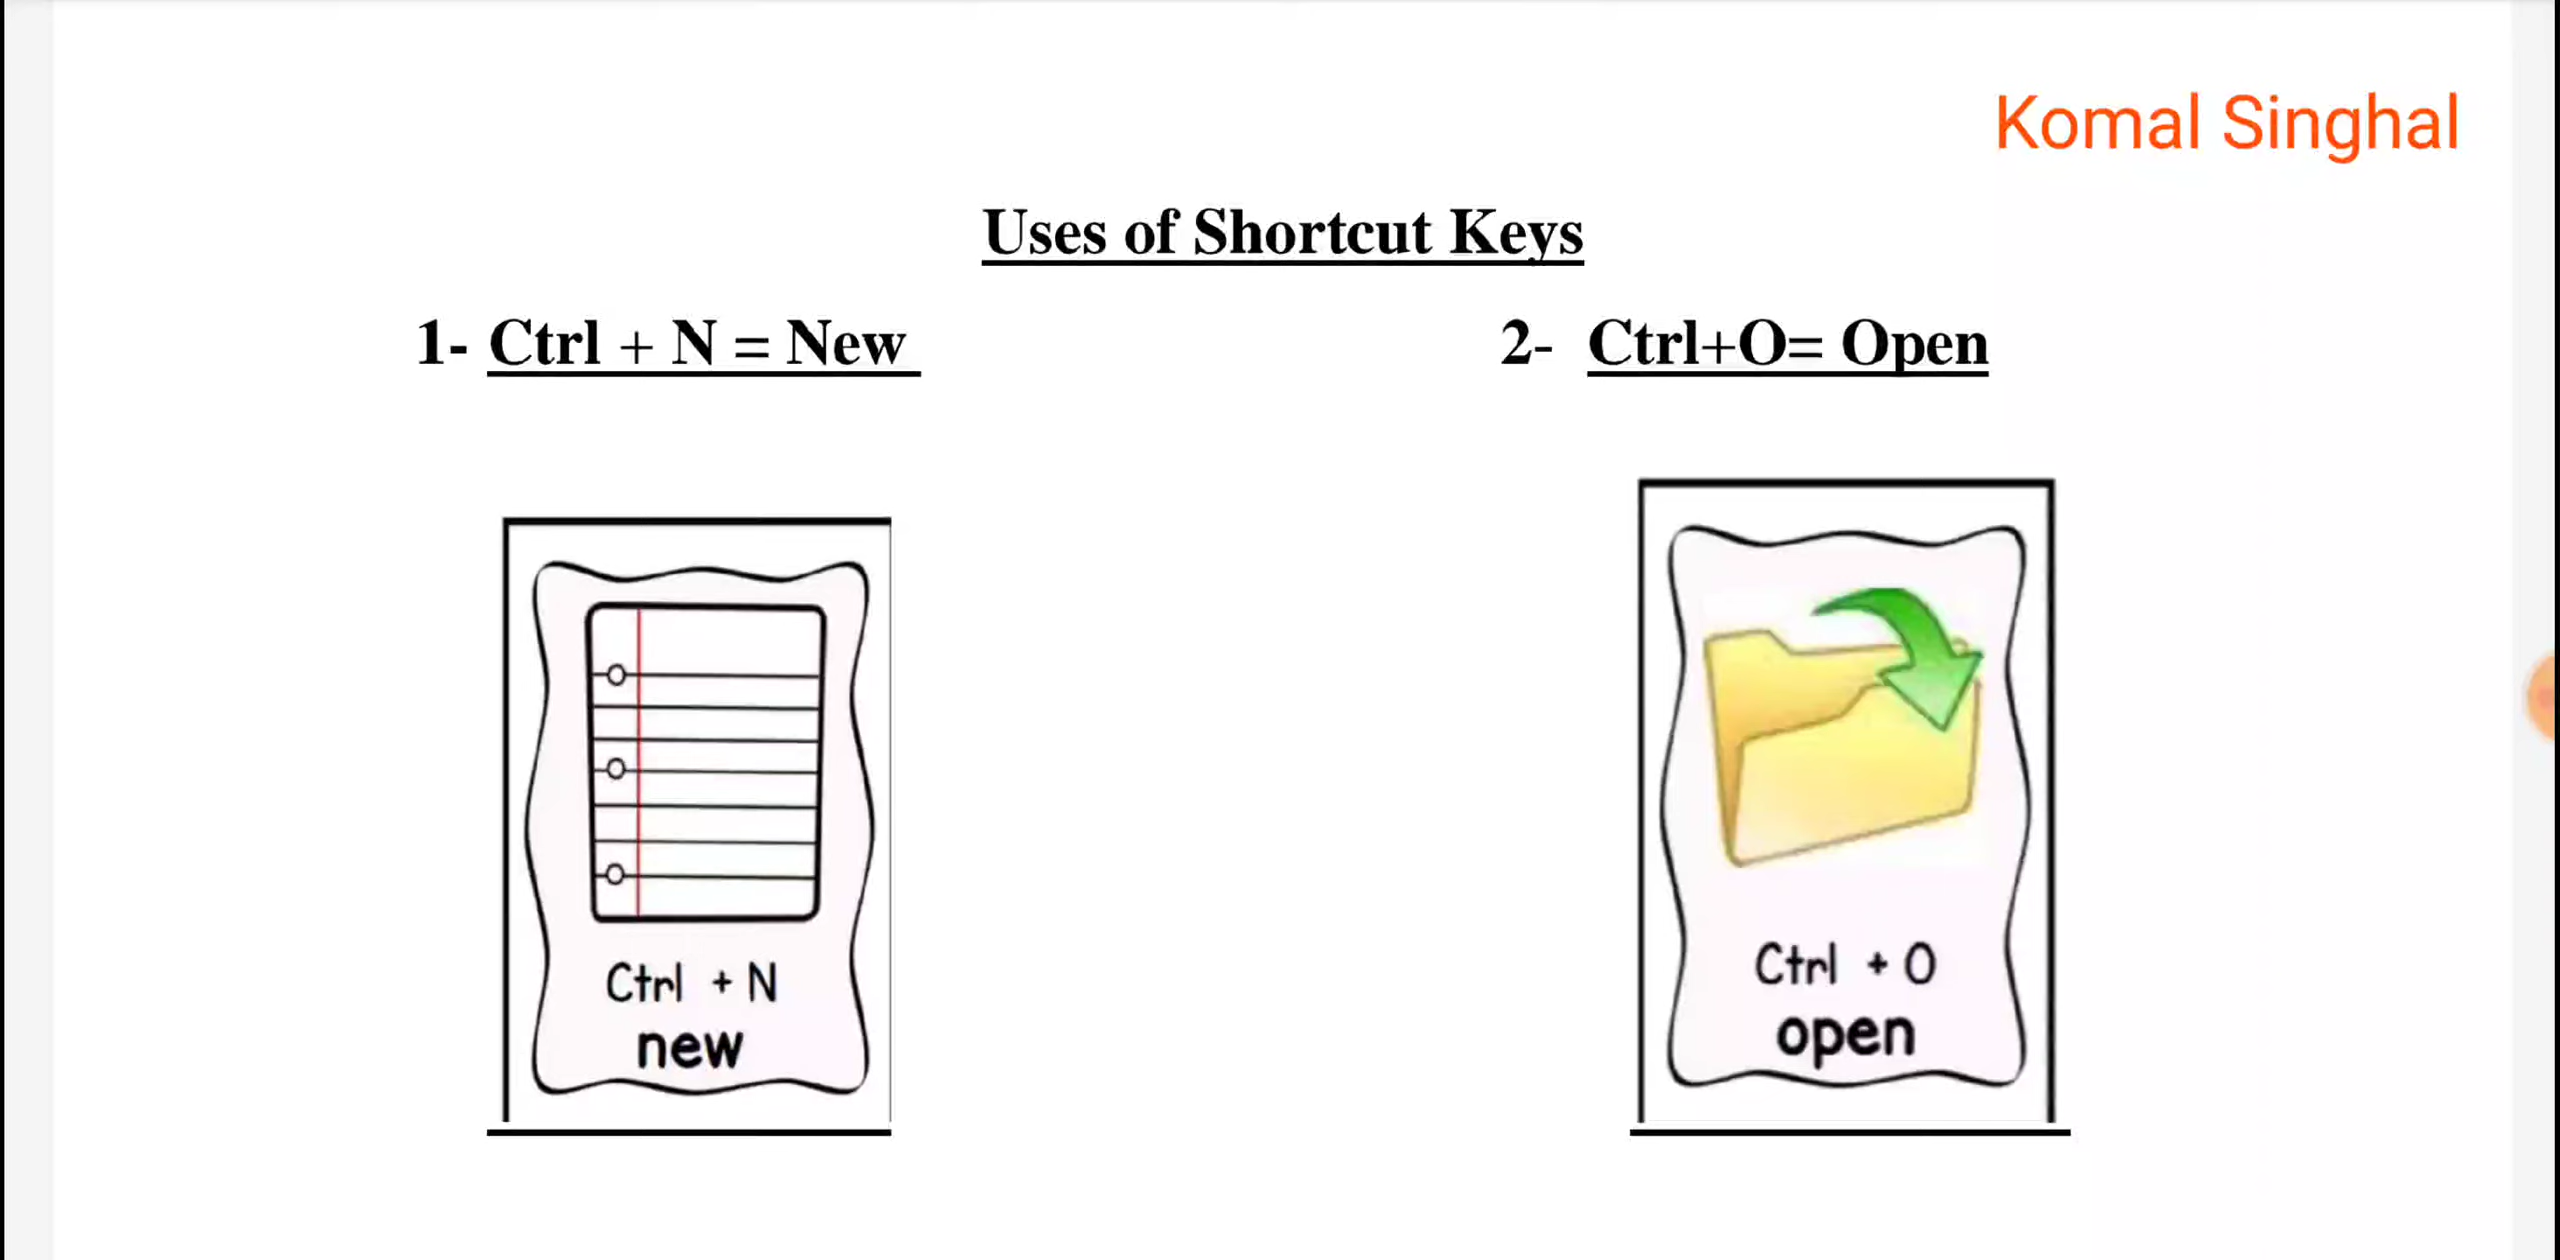 Komal Singhal
Uses of Shortcut Keys
1- Ctrl + N = New
2- Ctrl+O= Open
Ctrl + N
new
Ctrl + O
open